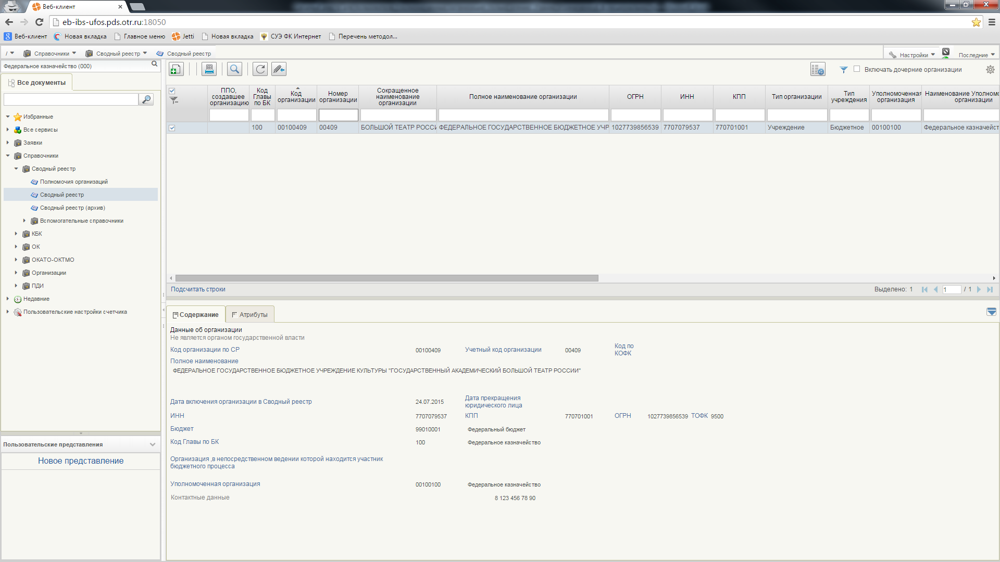 Веб-клиент
eb-ibs-ufos.pds.otr.ru:18050
Веб-клиент Новая вкладка Главное меню Jetti Новая вкладка СУЭ ФК Интернет Перечень методол...
/ Справочники Сводный реестр Сводный реестр Настройки Последние
Федеральное казначейство (000)
Все документы
Избранные
Все сервисы
Заявки
Справочники
Сводный реестр
Полномочия организаций
Сводный реестр
Сводный реестр (архив)
Вспомогательные справочники
КБК
ОК
ОКАТО-ОКТМО
Организации
ПДИ
Недавние
Пользовательские настройки счетчика
Пользовательские представления
Новое представление
Включать дочерние организации
ППО, создавшее организацию
Код Главы по БК
Код организации
Номер организации
Сокращенное наименование организации
Полное наименование организации
ОГРН
ИНН
КПП
Тип организации
Тип учреждения
Уполномоченная организация
Наименование Уполномо
организации
100 00100409 00409 БОЛЬШОЙ ТЕАТР РОССИ ФЕДЕРАЛЬНОЕ ГОСУДАРСТВЕННОЕ БЮДЖЕТНОЕ УЧР 1027739856539 7707079537 770701001 Учреждение Бюджетное 00100100 Федеральное казначейст
Подсчитать строки Выделено: 1 1 / 1
Содержание Атрибуты
Данные об организации
Не является органом государственной власти
Код организации по СР 00100409 Учетный код организации 00409 Код по КОФК
Полное наименование
ФЕДЕРАЛЬНОЕ ГОСУДАРСТВЕННОЕ БЮДЖЕТНОЕ УЧРЕЖДЕНИЕ КУЛЬТУРЫ "ГОСУДАРСТВЕННЫЙ АКАДЕМИЧЕСКИЙ БОЛЬШОЙ ТЕАТР РОССИИ"
Дата включения организации в Сводный реестр 24.07.2015 Дата прекращения юридического лица
ИНН 7707079537 КПП 770701001 ОГРН 1027739856539 ТОФК 9500
Бюджет 99010001 Федеральный бюджет
Код Главы по БК 100 Федеральное казначейство
Организация ,в непосредственном ведении которой находится участник
бюджетного процесса
Уполномоченная организация 00100100 Федеральное казначейство
Контактные данные 8 123 456 78 90